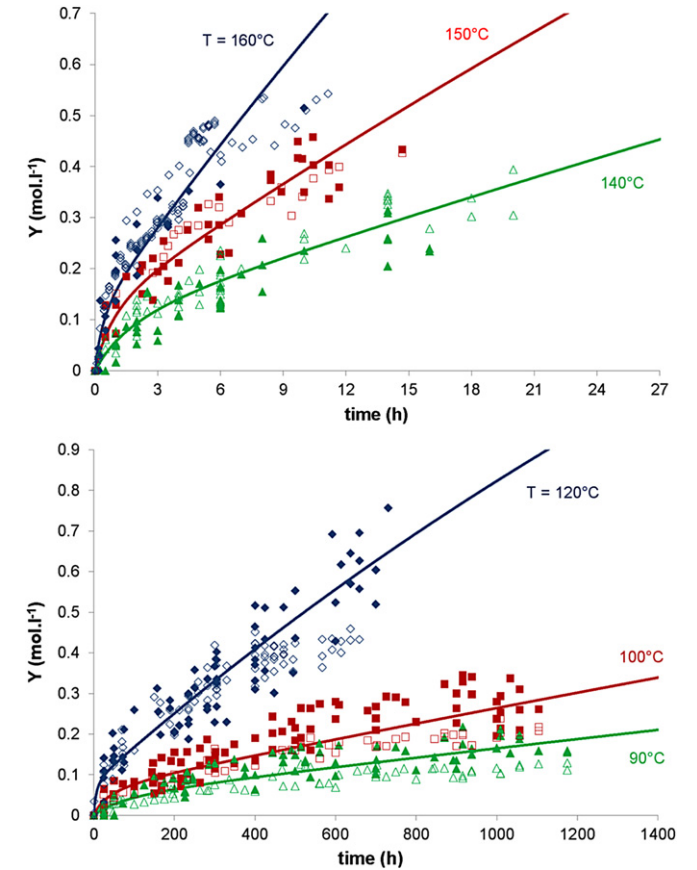 0.7
T = 160°C
150°C
0.6
0.5
Y (mol.l⁻¹)
0.4
140°C
0.3
0.2
0.1
0
0 3 6 9 12 15 18 21 24 27
time (h)
0.9
0.8
T = 120°C
0.7
0.6
Y (mol.l⁻¹)
0.5
0.4
100°C
0.3
0.2
90°C
0.1
0
0 200 400 600 800 1000 1200 1400
time (h)